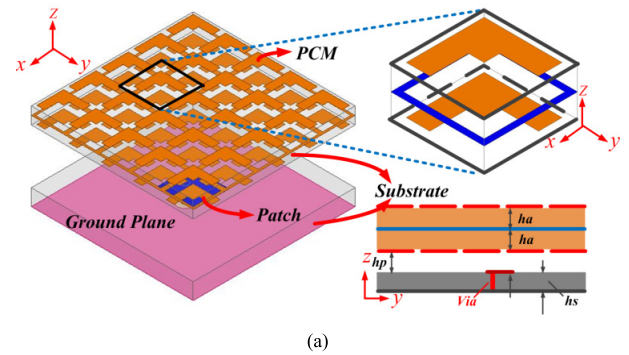 z
x
y
PCM
z
x
y
Substrate
Ground Plane
Patch
ha
ha
z
hp
Via
hs
y
(a)